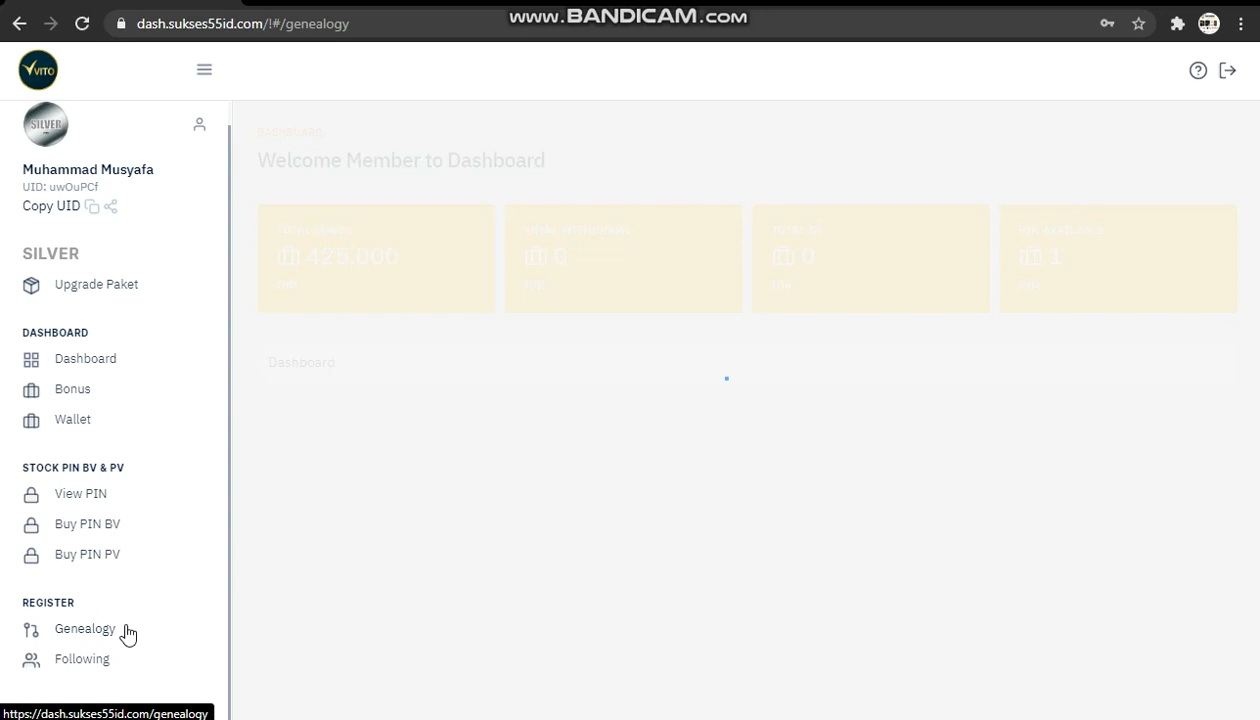 dash.sukses55id.com/!#/genealogy
www.BANDICAM.com
VITO
SILVER
Muhammad Musyafa
UID: uwOuPCf
Copy UID
SILVER
Upgrade Paket
DASHBOARD
Dashboard
Bonus
Wallet
STOCK PIN BV & PV
View PIN
Buy PIN BV
Buy PIN PV
REGISTER
Genealogy
Following
https://dash.sukses55id.com/genealogy
DASHBOARD
Welcome Member to Dashboard
425.000
0
0
1
Dashboard